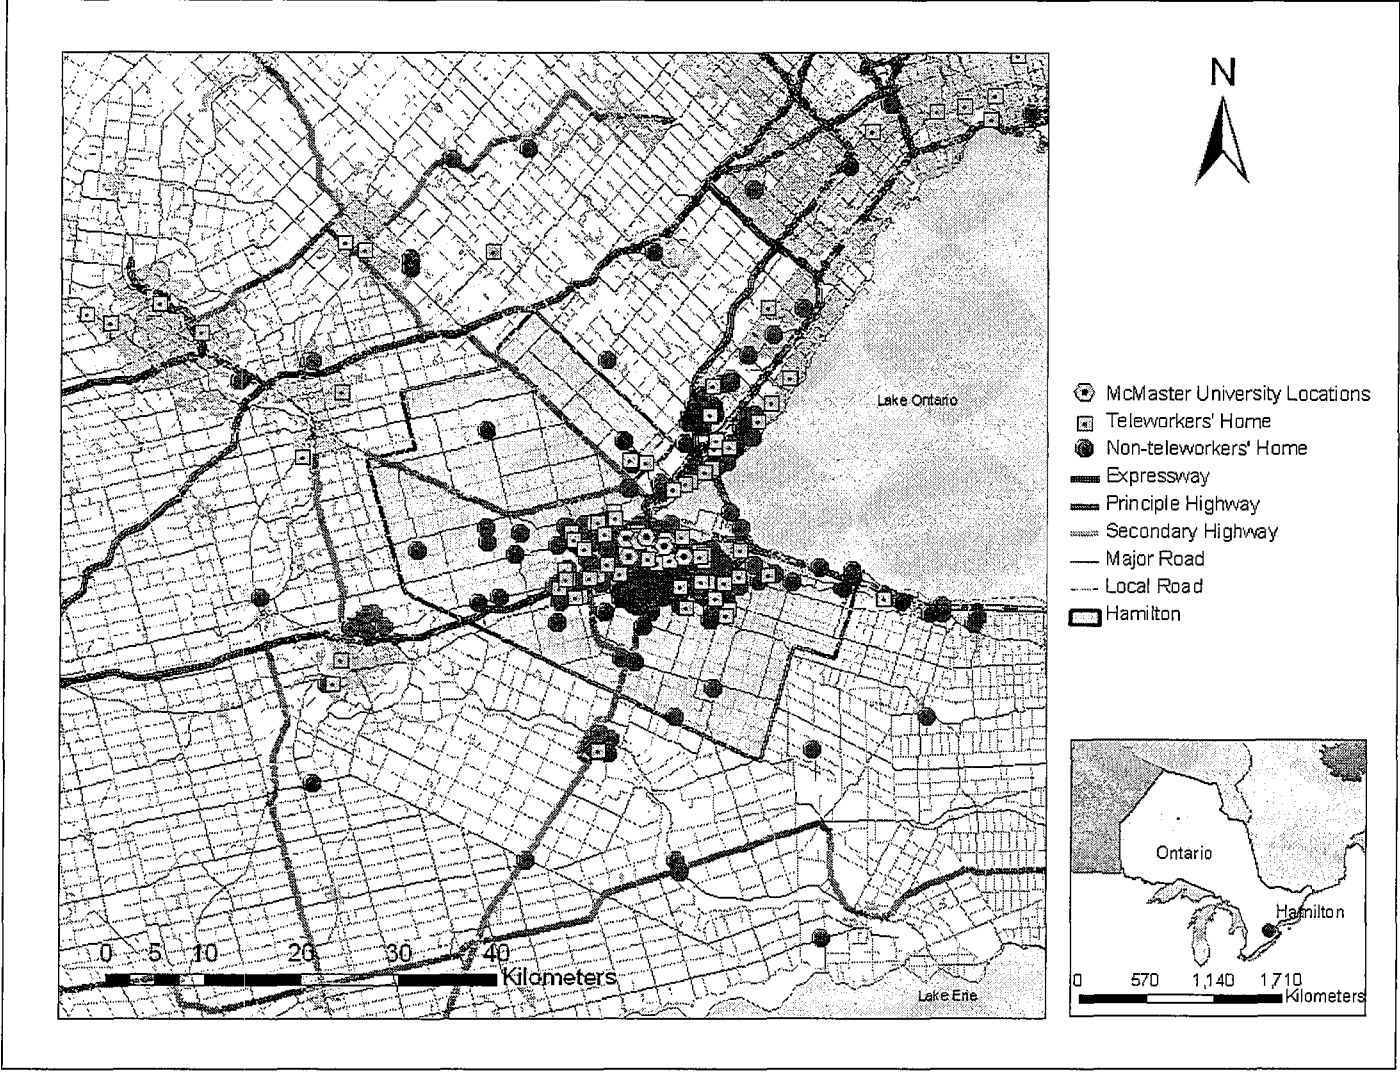 N
Lake Ontario
McMaster University Locations
Teleworkers' Home
Non-teleworkers' Home
Expressway
Principle Highway
Secondary Highway
Major Road
Local Road
Hamilton
Ontario
Hamilton
0 5 10 20 30 40
Kilometers
Lake Erie
0 570 1,140 1,710
Kilometers